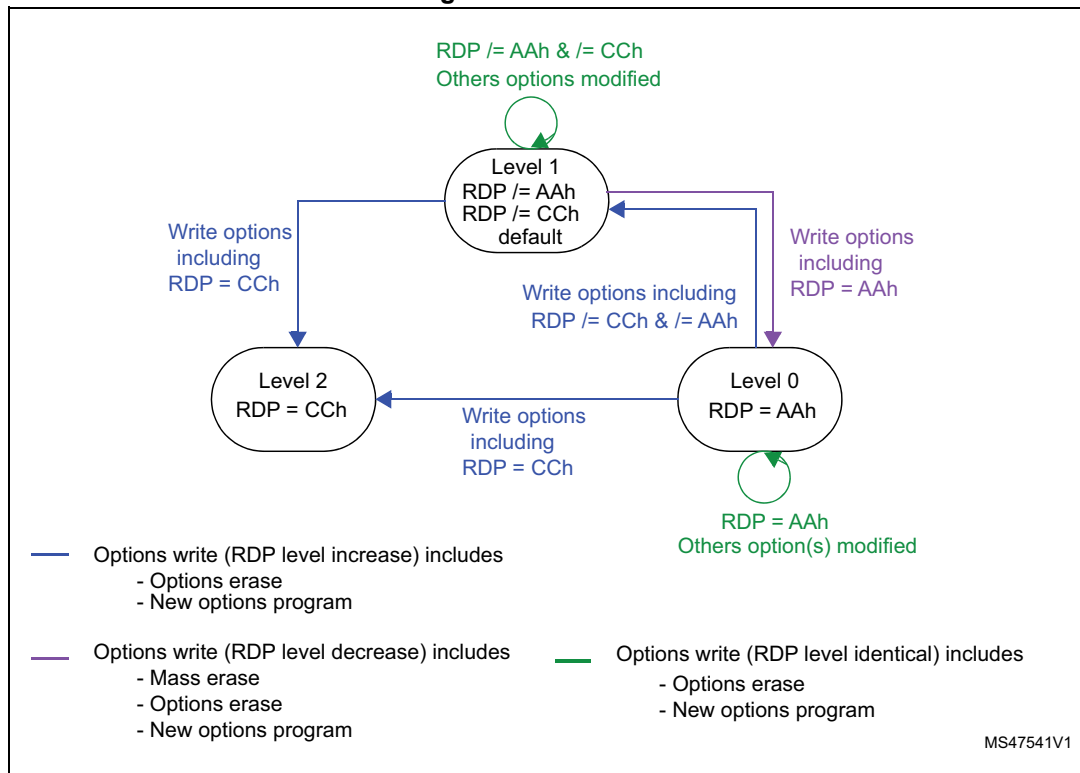 RDP /= AAh & /= CCh
Others options modified
Level 1
RDP /= AAh
RDP /= CCh
default
Write options
including
RDP = CCh
Write options
including
RDP = AAh
Write options including
RDP /= CCh & /= AAh
Level 2
RDP = CCh
Level 0
RDP = AAh
Write options
including
RDP = CCh
RDP = AAh
Others option(s) modified
Options write (RDP level increase) includes
- Options erase
- New options program
Options write (RDP level decrease) includes
- Mass erase
- Options erase
- New options program
Options write (RDP level identical) includes
- Options erase
- New options program
MS47541V1